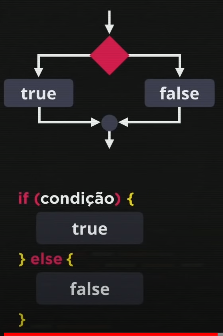 true false
if (condição) {
true
} else {
false
}